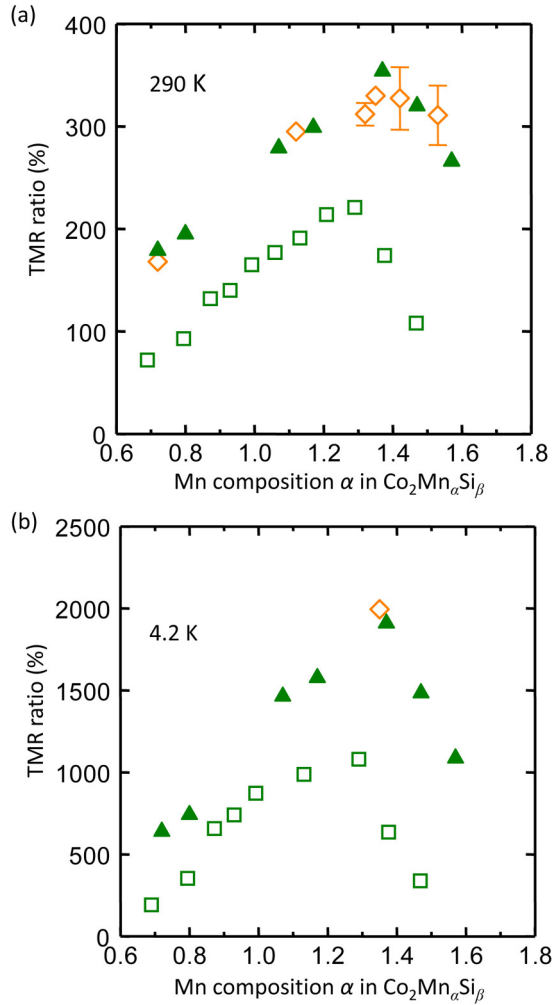 (a)
400
300
200
100
0
TMR ratio (%)
290 K
0.6 0.8 1.0 1.2 1.4 1.6 1.8
Mn composition α in Co₂MnαSiᵦ
(b)
2500
2000
1500
1000
500
0
TMR ratio (%)
4.2 K
0.6 0.8 1.0 1.2 1.4 1.6 1.8
Mn composition α in Co₂MnαSiᵦ